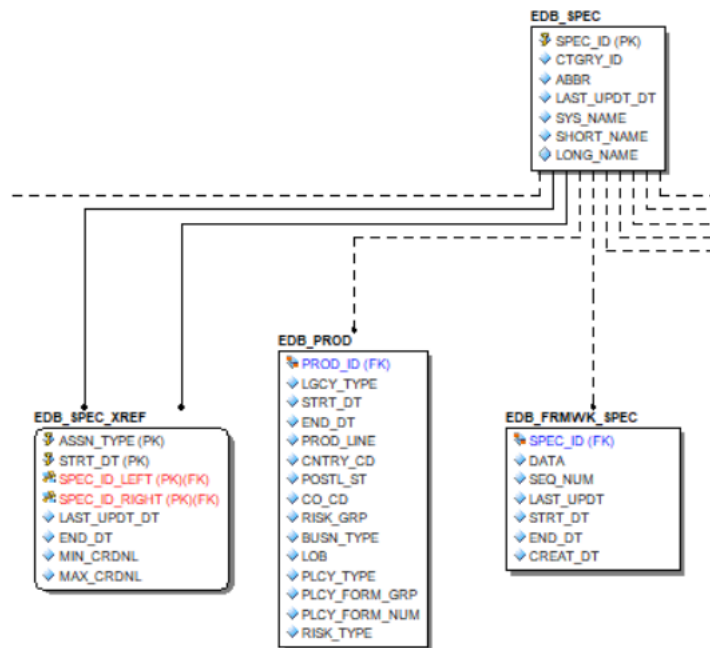 EDB_SPEC
SPEC_ID (PK)
CTGRY_ID
ABBR
LAST_UPDT_DT
SYS_NAME
SHORT_NAME
LONG_NAME
EDB_SPEC_XREF
ASSN_TYPE (PK)
STRT_DT (PK)
SPEC_ID_LEFT (PK)(FK)
SPEC_ID_RIGHT (PK)(FK)
LAST_UPDT_DT
END_DT
MIN_CRDNL
MAX_CRDNL
EDB_PROD
PROD_ID (FK)
LGCY_TYPE
STRT_DT
END_DT
PROD_LINE
CNTRY_CD
POSTL_ST
CO_CD
RISK_GRP
BUSN_TYPE
LOB
PLCY_TYPE
PLCY_FORM_GRP
PLCY_FORM_NUM
RISK_TYPE
EDB_FRMWK_SPEC
SPEC_ID (FK)
DATA
SEQ_NUM
LAST_UPDT
STRT_DT
END_DT
CREAT_DT